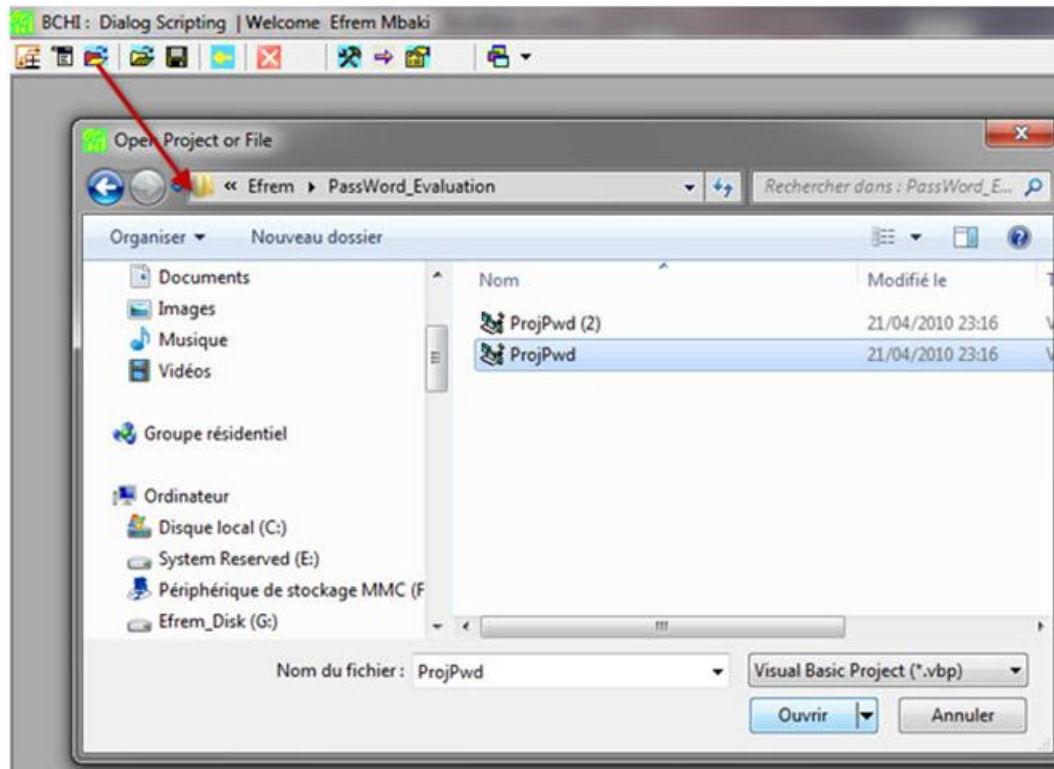 BCHI : Dialog Scripting | Welcome Efrem Mbaki
Open Project or File
« Efrem ▸ PassWord_Evaluation
Rechercher dans : PassWord_E...
Organiser
Nouveau dossier
Documents
Images
Musique
Vidéos
Groupe résidentiel
Ordinateur
Disque local (C:)
System Reserved (E:)
Périphérique de stockage MMC (F
Efrem_Disk (G:)
Nom Modifié le T
ProjPwd (2) 21/04/2010 23:16 V
ProjPwd 21/04/2010 23:16 V
Nom du fichier : ProjPwd
Visual Basic Project (*.vbp)
Ouvrir Annuler